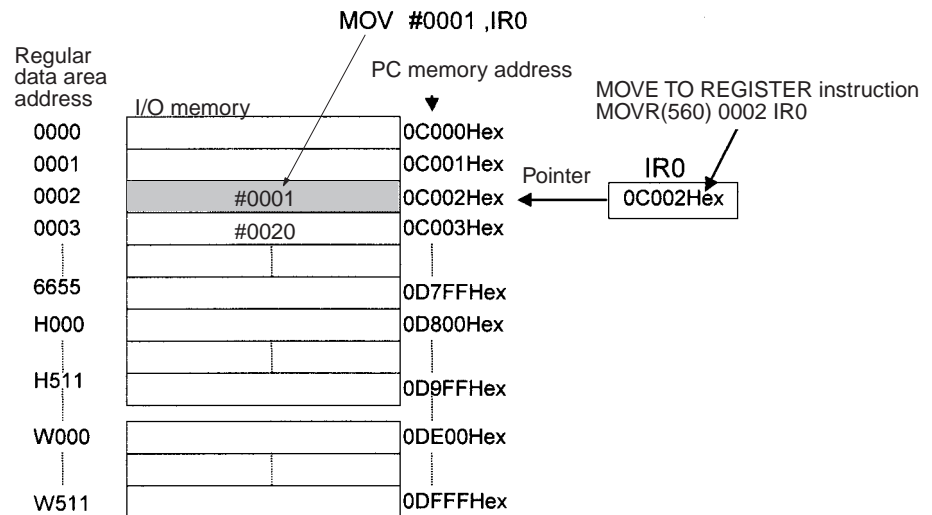 MOV #0001 ,IR0
Regular
data area
address
PC memory address
I/O memory
MOVE TO REGISTER instruction
MOVR(560) 0002 IR0
0000
0C000Hex
0001
0C001Hex
IR0
0002
#0001
0C002Hex
Pointer
0C002Hex
0003
#0020
0C003Hex
6655
0D7FFHex
H000
0D800Hex
H511
0D9FFHex
W000
0DE00Hex
W511
0DFFFHex